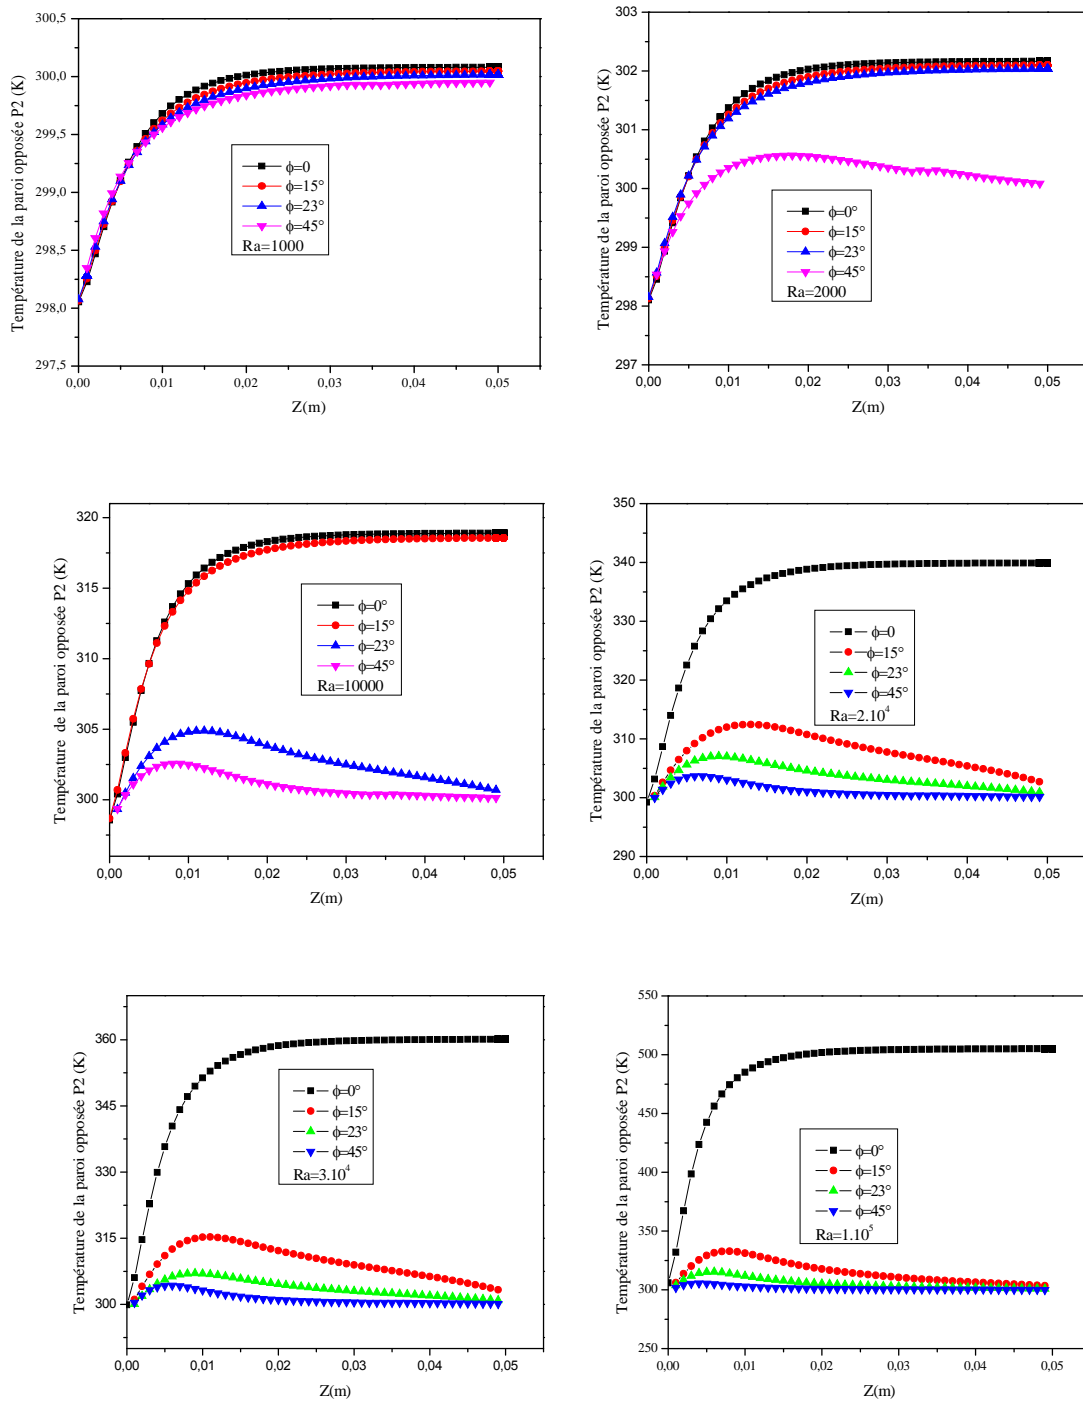 300,5
300,0
299,5
299,0
298,5
298,0
297,5
0,00
0,01
0,02
0,03
0,04
0,05
Température de la paroi opposée P2 (K)
Z(m)
ϕ=0
ϕ=15°
ϕ=23°
ϕ=45°
Ra=1000
303
302
301
300
299
298
297
0,00
0,01
0,02
0,03
0,04
0,05
Température de la paroi opposée P2 (K)
Z(m)
ϕ=0°
ϕ=15°
ϕ=23°
ϕ=45°
Ra=2000
320
315
310
305
300
0,00
0,01
0,02
0,03
0,04
0,05
Température de la paroi opposée P2 (K)
Z(m)
ϕ=0°
ϕ=15°
ϕ=23°
ϕ=45°
Ra=10000
350
340
330
320
310
300
290
0,00
0,01
0,02
0,03
0,04
0,05
Température de la paroi opposée P2 (K)
Z(m)
ϕ=0
ϕ=15°
ϕ=23°
ϕ=45°
Ra=2.10⁴
360
345
330
315
300
0,00
0,01
0,02
0,03
0,04
0,05
Température de la paroi opposée P2 (K)
Z(m)
ϕ=0°
ϕ=15°
ϕ=23°
ϕ=45°
Ra=3.10⁴
550
500
450
400
350
300
250
0,00
0,01
0,02
0,03
0,04
0,05
Température de la paroi opposée P2 (K)
Z(m)
ϕ=0°
ϕ=15°
ϕ=23°
ϕ=45°
Ra=1.10⁵